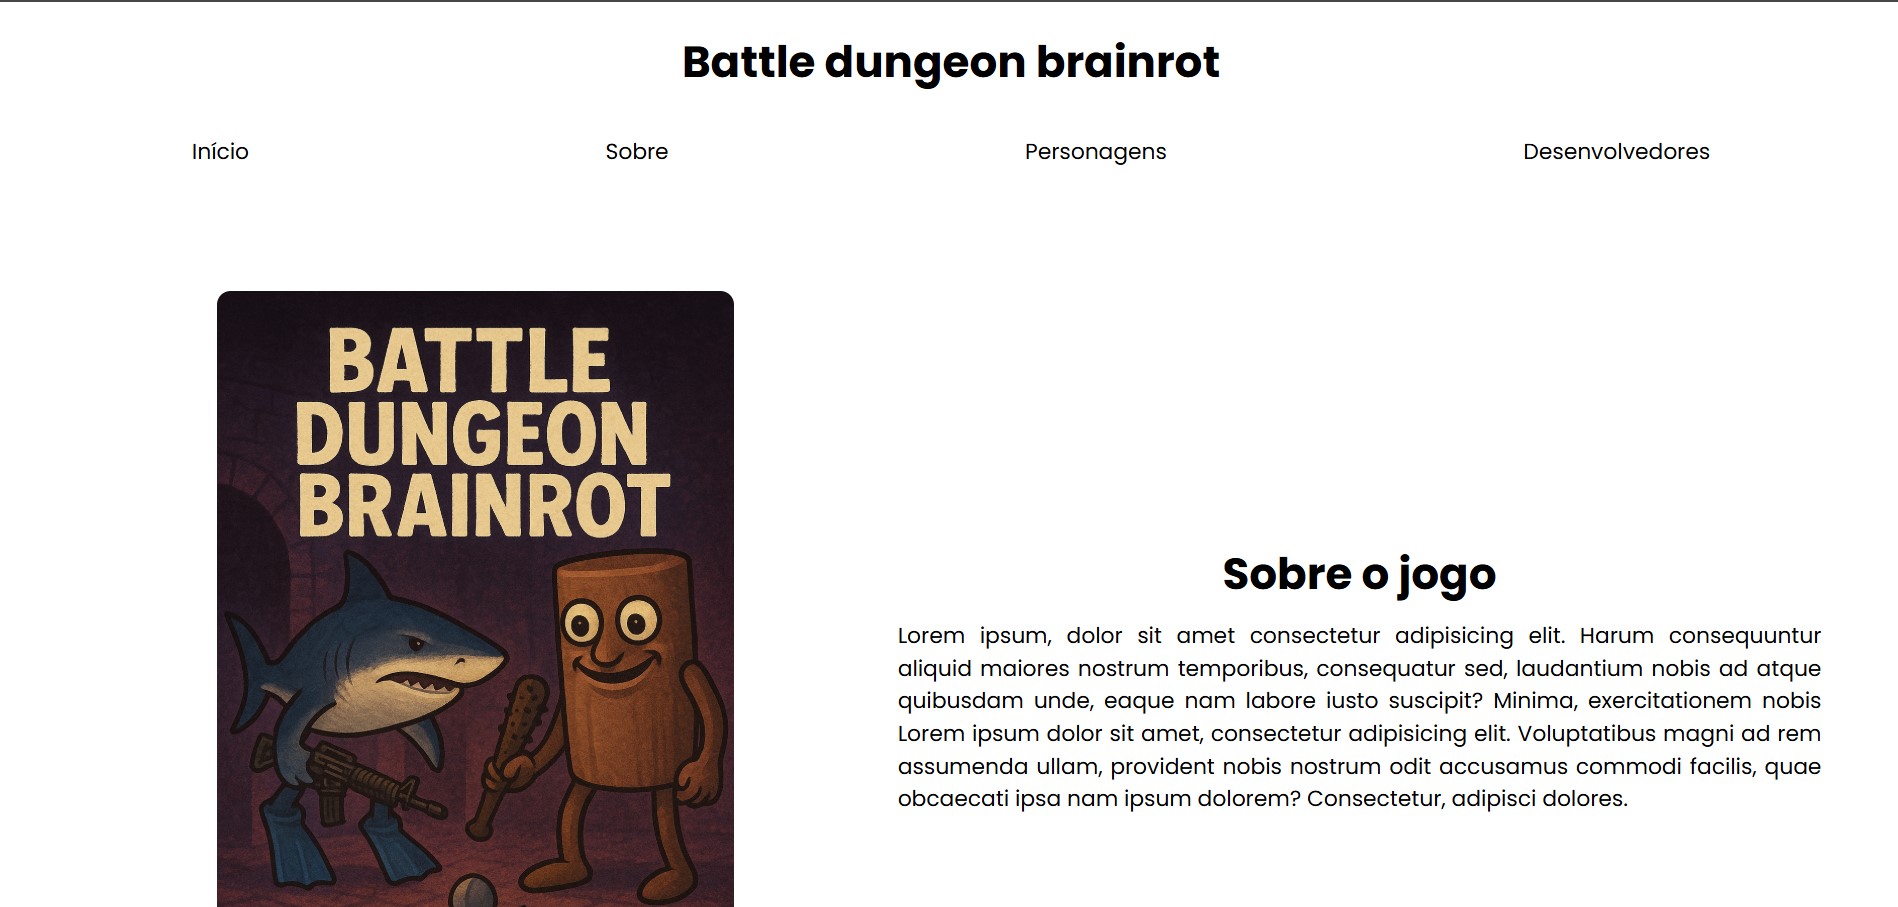 Battle dungeon brainrot
Início Sobre Personagens Desenvolvedores
BATTLE
DUNGEON
BRAINROT
Sobre o jogo
Lorem ipsum, dolor sit amet consectetur adipisicing elit. Harum consequuntur
aliquid maiores nostrum temporibus, consequatur sed, laudantium nobis ad atque
quibusdam unde, eaque nam labore iusto suscipit? Minima, exercitationem nobis
Lorem ipsum dolor sit amet, consectetur adipisicing elit. Voluptatibus magni ad rem
assumenda ullam, provident nobis nostrum odit accusamus commodi facilis, quae
obcaecati ipsa nam ipsum dolorem? Consectetur, adipisci dolores.